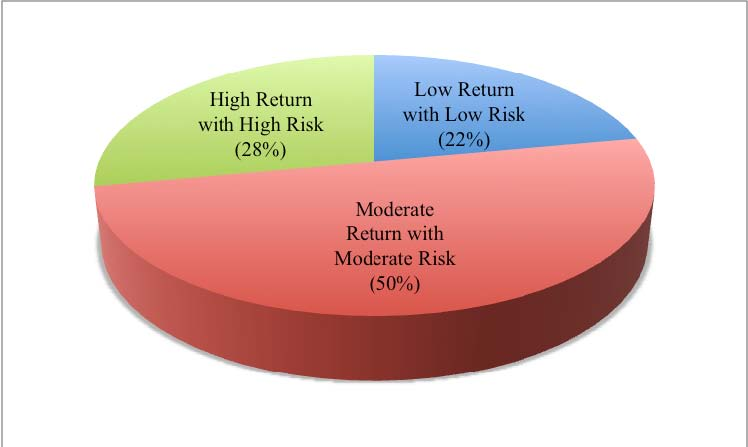 High Return
with High Risk
(28%)
Low Return
with Low Risk
(22%)
Moderate
Return with
Moderate Risk
(50%)